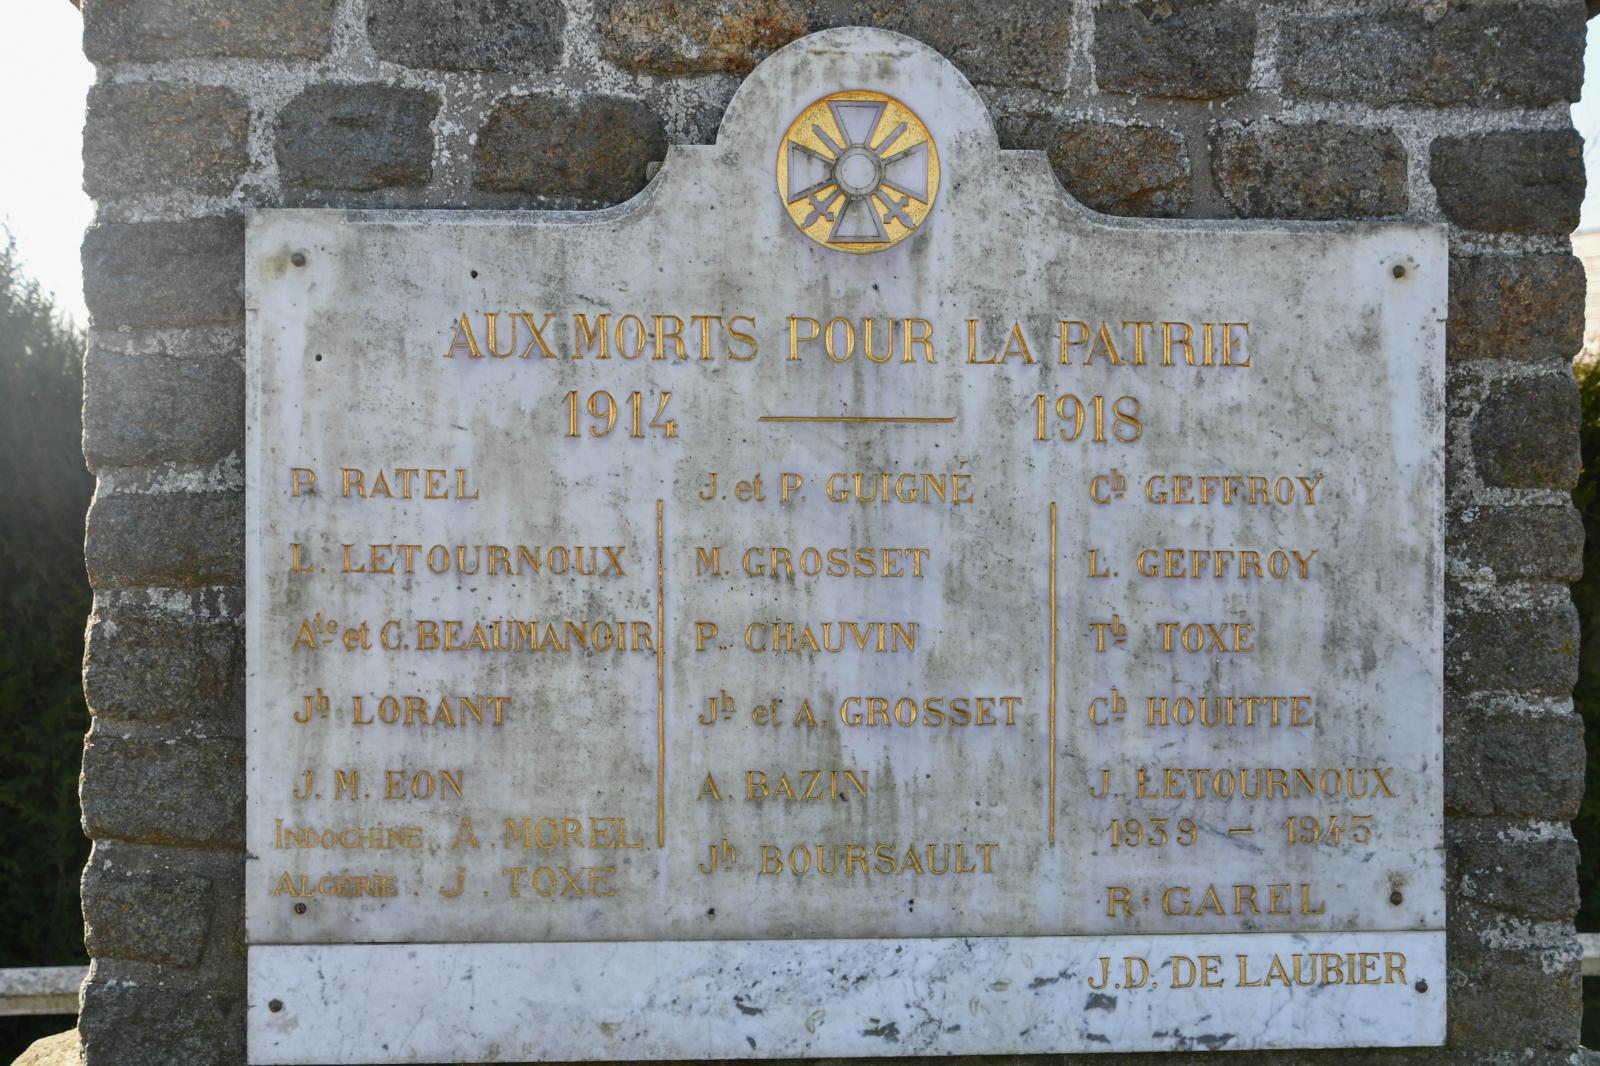 AUX MORTS POUR LA PATRIE
1914 — 1918
P. RATEL
L. LETOURNOUX
Ate et C. BEAUMANOIR
Jh LORANT
J. M. EON
INDOCHINE . A. MOREL
ALGÉRIE . J. TOXE
J. et P. GUIGNÉ
M. GROSSET
P. CHAUVIN
Jh et A. GROSSET
A. BAZIN
Jh BOURSAULT
Ch GEFFROY
L. GEFFROY
Th TOXÉ
Ch HOUITTE
J. LETOURNOUX
1939 – 1945
R. GAREL
J.D. DE LAUBIER